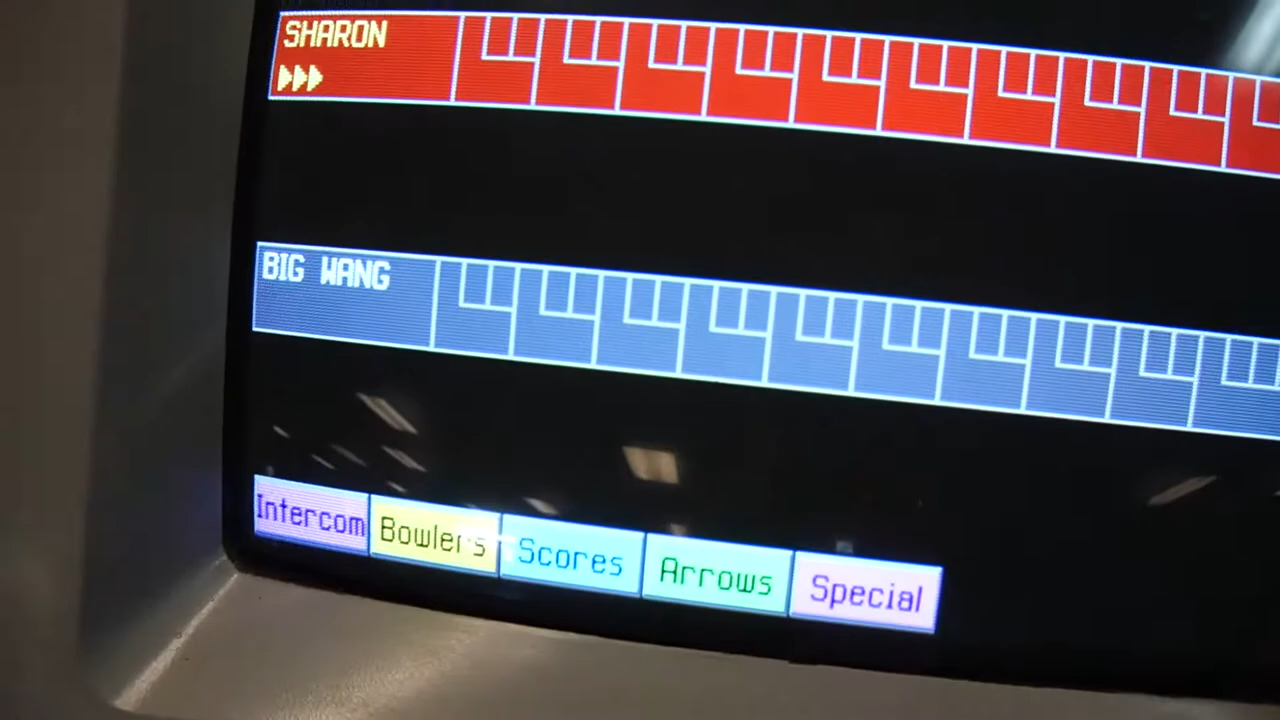 SHARON
BIG WANG
Intercom
Bowlers
Scores
Arrows
Special